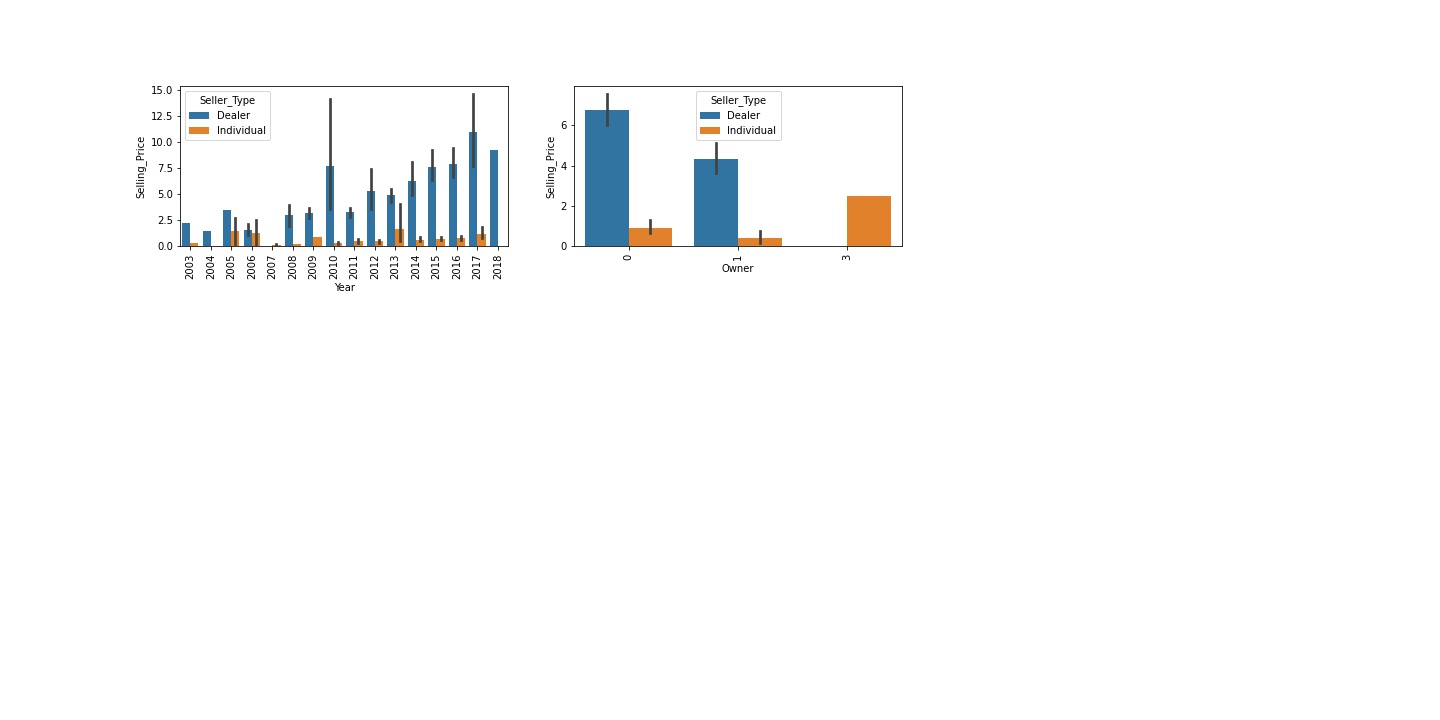 Seller_Type
Dealer
Individual
15.0
12.5
10.0
7.5
5.0
2.5
0.0
Selling_Price
2003 2004 2005 2006 2007 2008 2009 2010 2011 2012 2013 2014 2015 2016 2017 2018
Year
Seller_Type
Dealer
Individual
6
4
2
0
Selling_Price
0 1 3
Owner